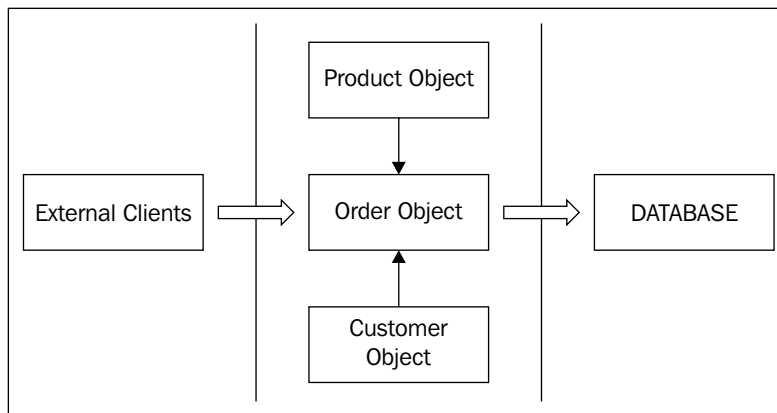 Product Object
External Clients
Order Object
DATABASE
Customer
Object